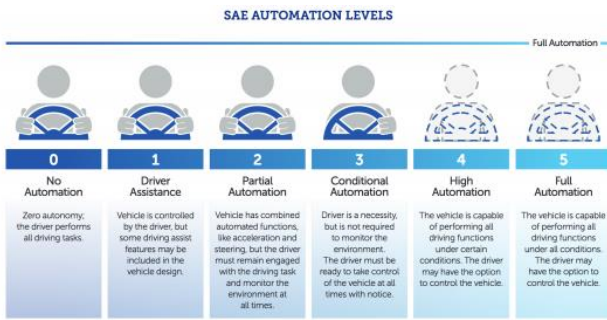 SAE AUTOMATION LEVELS
Full Automation
0
No
Automation
Zero autonomy;
the driver performs
all driving tasks.
1
Driver
Assistance
Vehicle is controlled
by the driver, but
some driving assist
features may be
included in the
vehicle design.
2
Partial
Automation
Vehicle has combined
automated functions,
like acceleration and
steering, but the driver
must remain engaged
with the driving task
and monitor the
environment at
all times.
3
Conditional
Automation
Driver is a necessity,
but is not required
to monitor the
environment.
The driver must be
ready to take control
of the vehicle at all
times with notice.
4
High
Automation
The vehicle is capable
of performing all
driving functions
under certain
conditions. The driver
may have the option
to control the vehicle.
5
Full
Automation
The vehicle is capable
of performing all
driving functions
under all conditions.
The driver may
have the option to
control the vehicle.